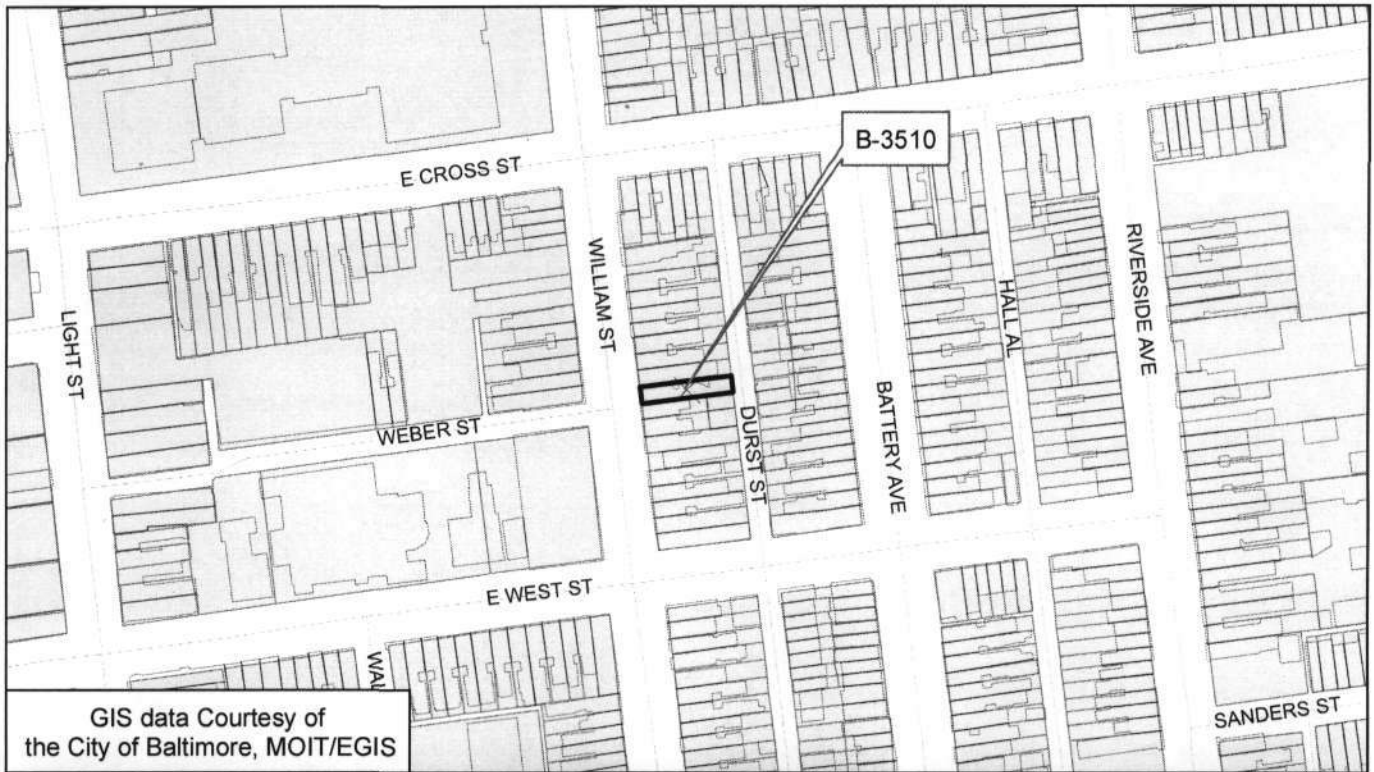 B-3510
E CROSS ST
WILLIAM ST
RIVERSIDE AVE
HALL AL
LIGHT ST
BATTERY AVE
DURST ST
WEBER ST
E WEST ST
SANDERS ST
GIS data Courtesy of
the City of Baltimore, MOIT/EGIS